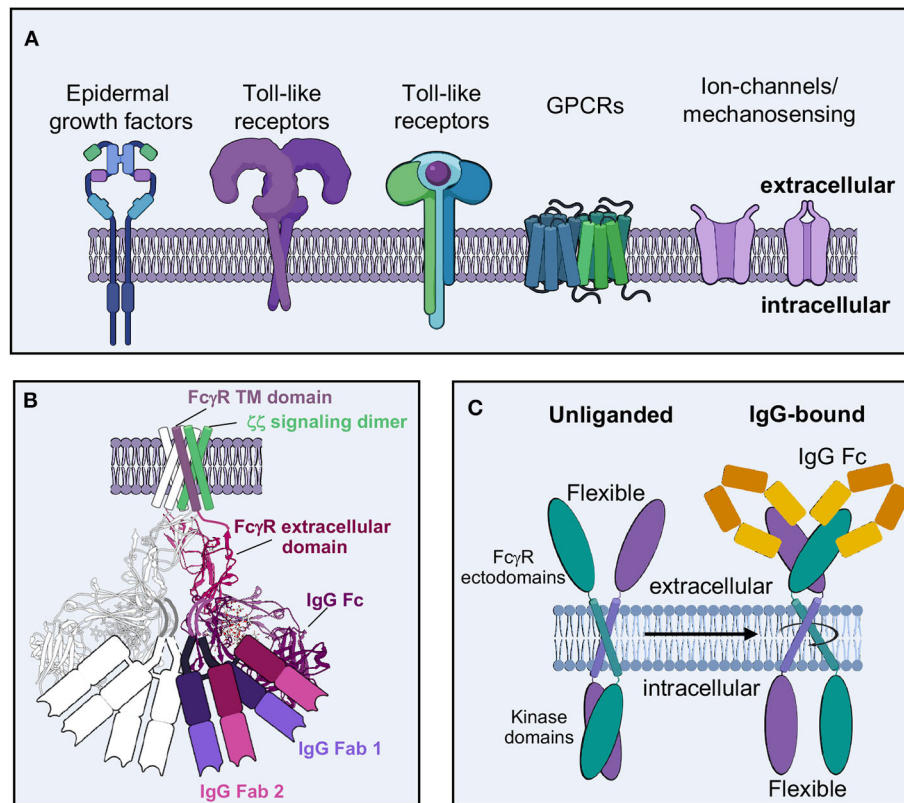 A
Epidermal
growth factors
Toll-like
receptors
Toll-like
receptors
GPCRs
Ion-channels/
mechanosensing
extracellular
intracellular
B
FcγR TM domain
ζζ signaling dimer
FcγR extracellular
domain
IgG Fc
IgG Fab 1
IgG Fab 2
C
Unliganded
IgG-bound
IgG Fc
Flexible
FcγR
ectodomains
extracellular
intracellular
Kinase
domains
Flexible